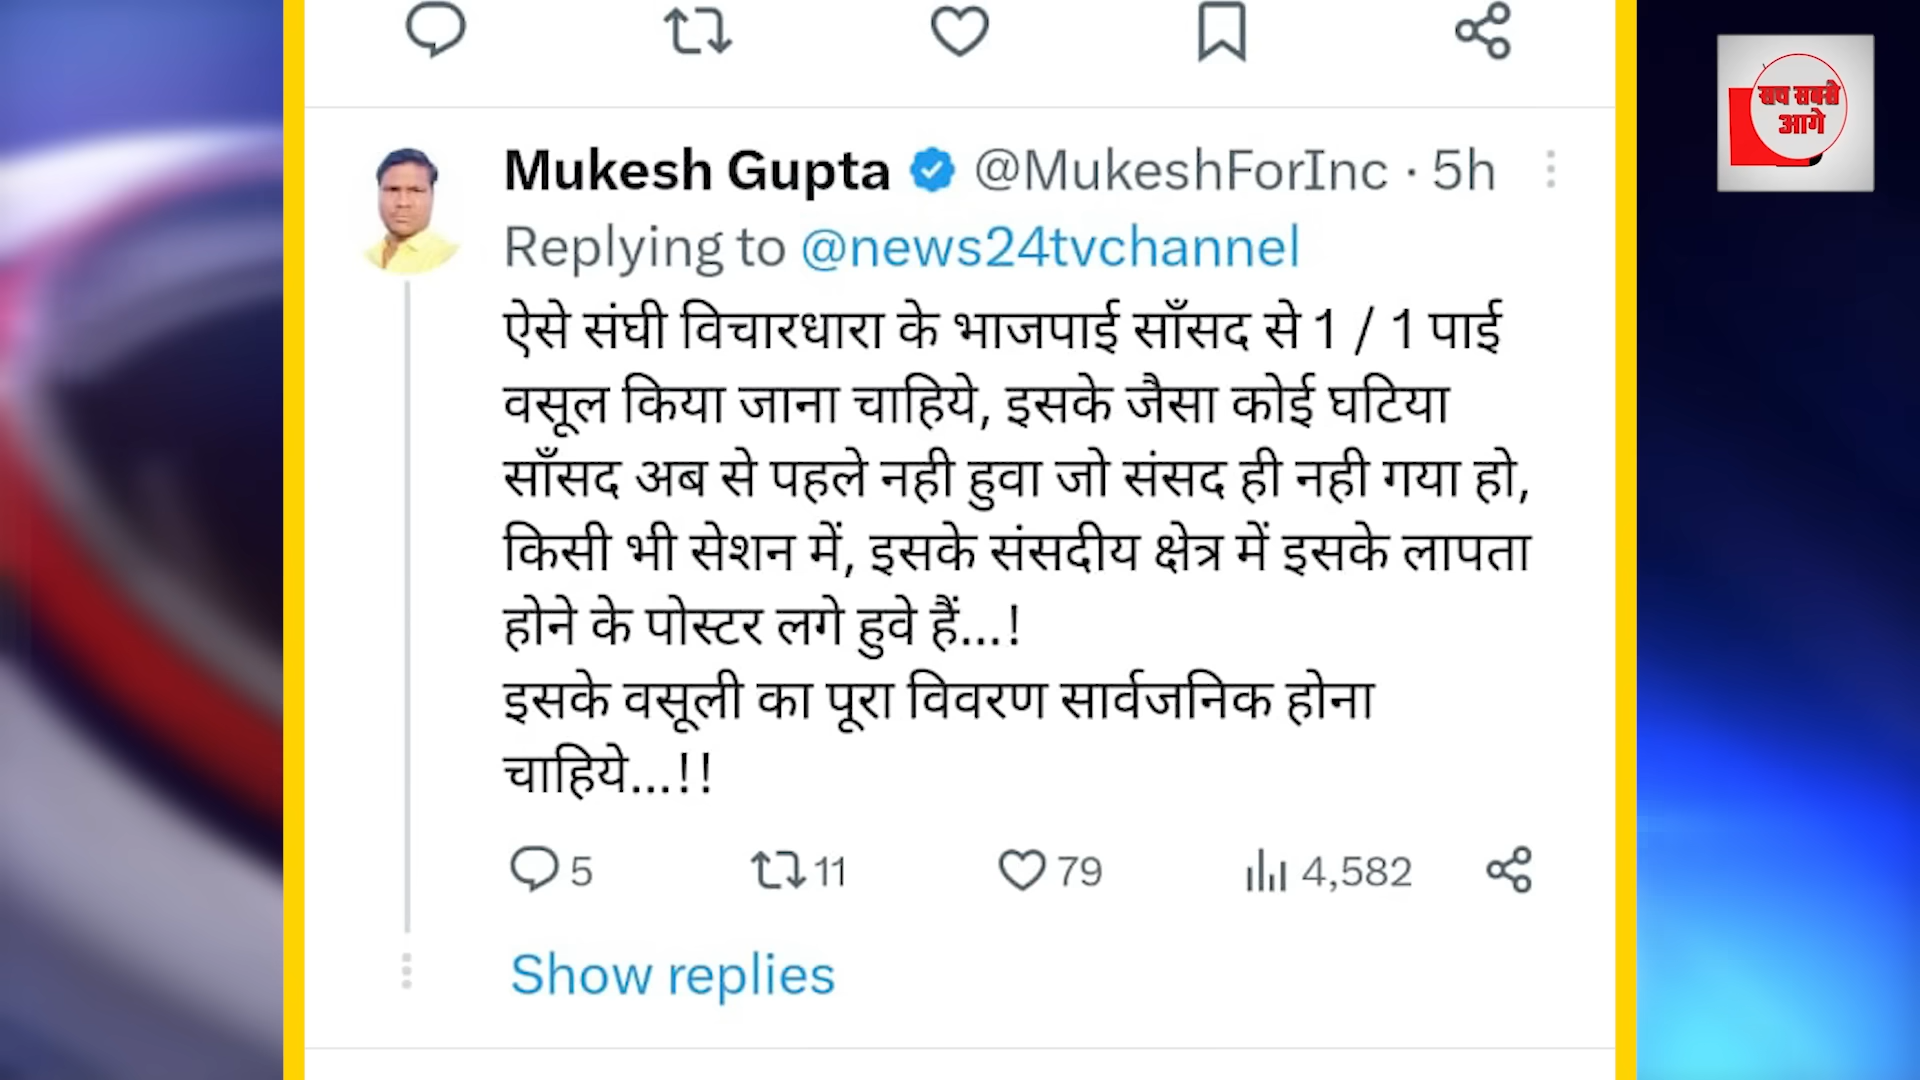 सच सबसे
आगे
Mukesh Gupta @MukeshForInc · 5h
Replying to @news24tvchannel
ऐसे संघी विचारधारा के भाजपाई साँसद से 1 / 1 पाई
वसूल किया जाना चाहिये, इसके जैसा कोई घटिया
साँसद अब से पहले नही हुवा जो संसद ही नही गया हो,
किसी भी सेशन में, इसके संसदीय क्षेत्र में इसके लापता
होने के पोस्टर लगे हुवे हैं...!
इसके वसूली का पूरा विवरण सार्वजनिक होना
चाहिये...!!
5 11 79 4,582
Show replies